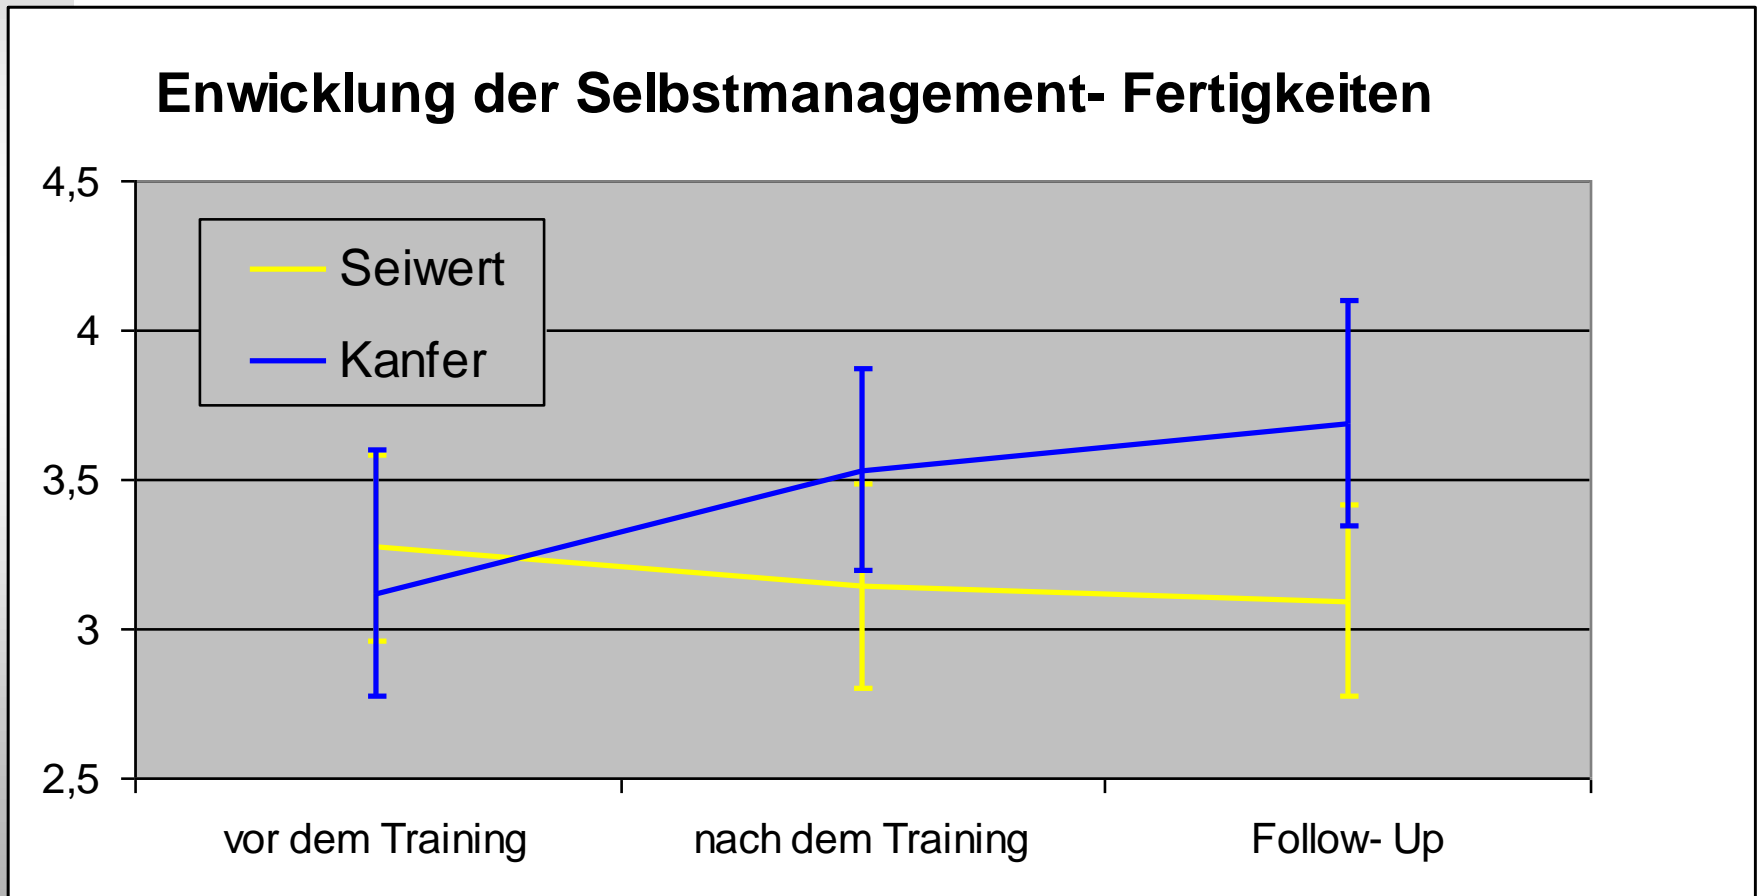 Enwicklung der Selbstmanagement- Fertigkeiten
4,5
4
3,5
3
2,5
Seiwert
Kanfer
vor dem Training nach dem Training Follow- Up